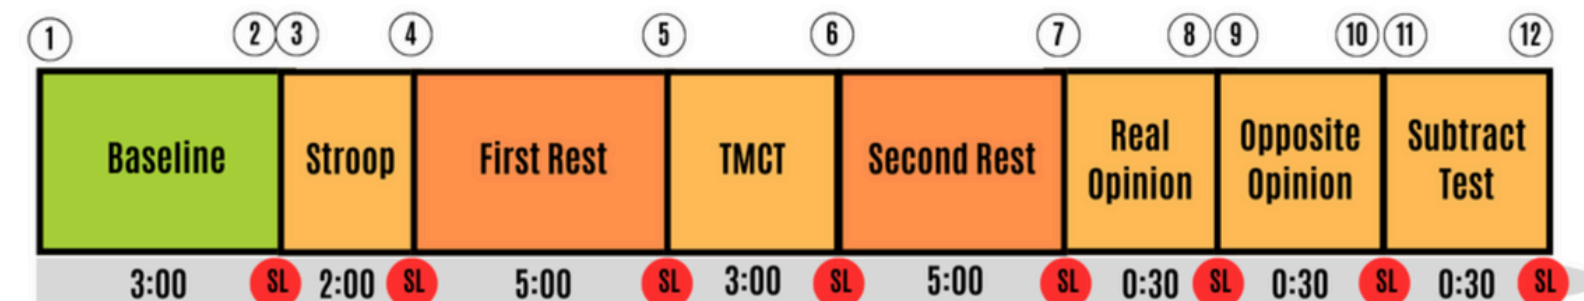 1 2 3 4 5 6 7 8 9 10 11 12
Baseline
Stroop
First Rest
TMCT
Second Rest
Real
Opinion
Opposite
Opinion
Subtract
Test
3:00 SL 2:00 SL 5:00 SL 3:00 SL 5:00 SL 0:30 SL 0:30 SL 0:30 SL